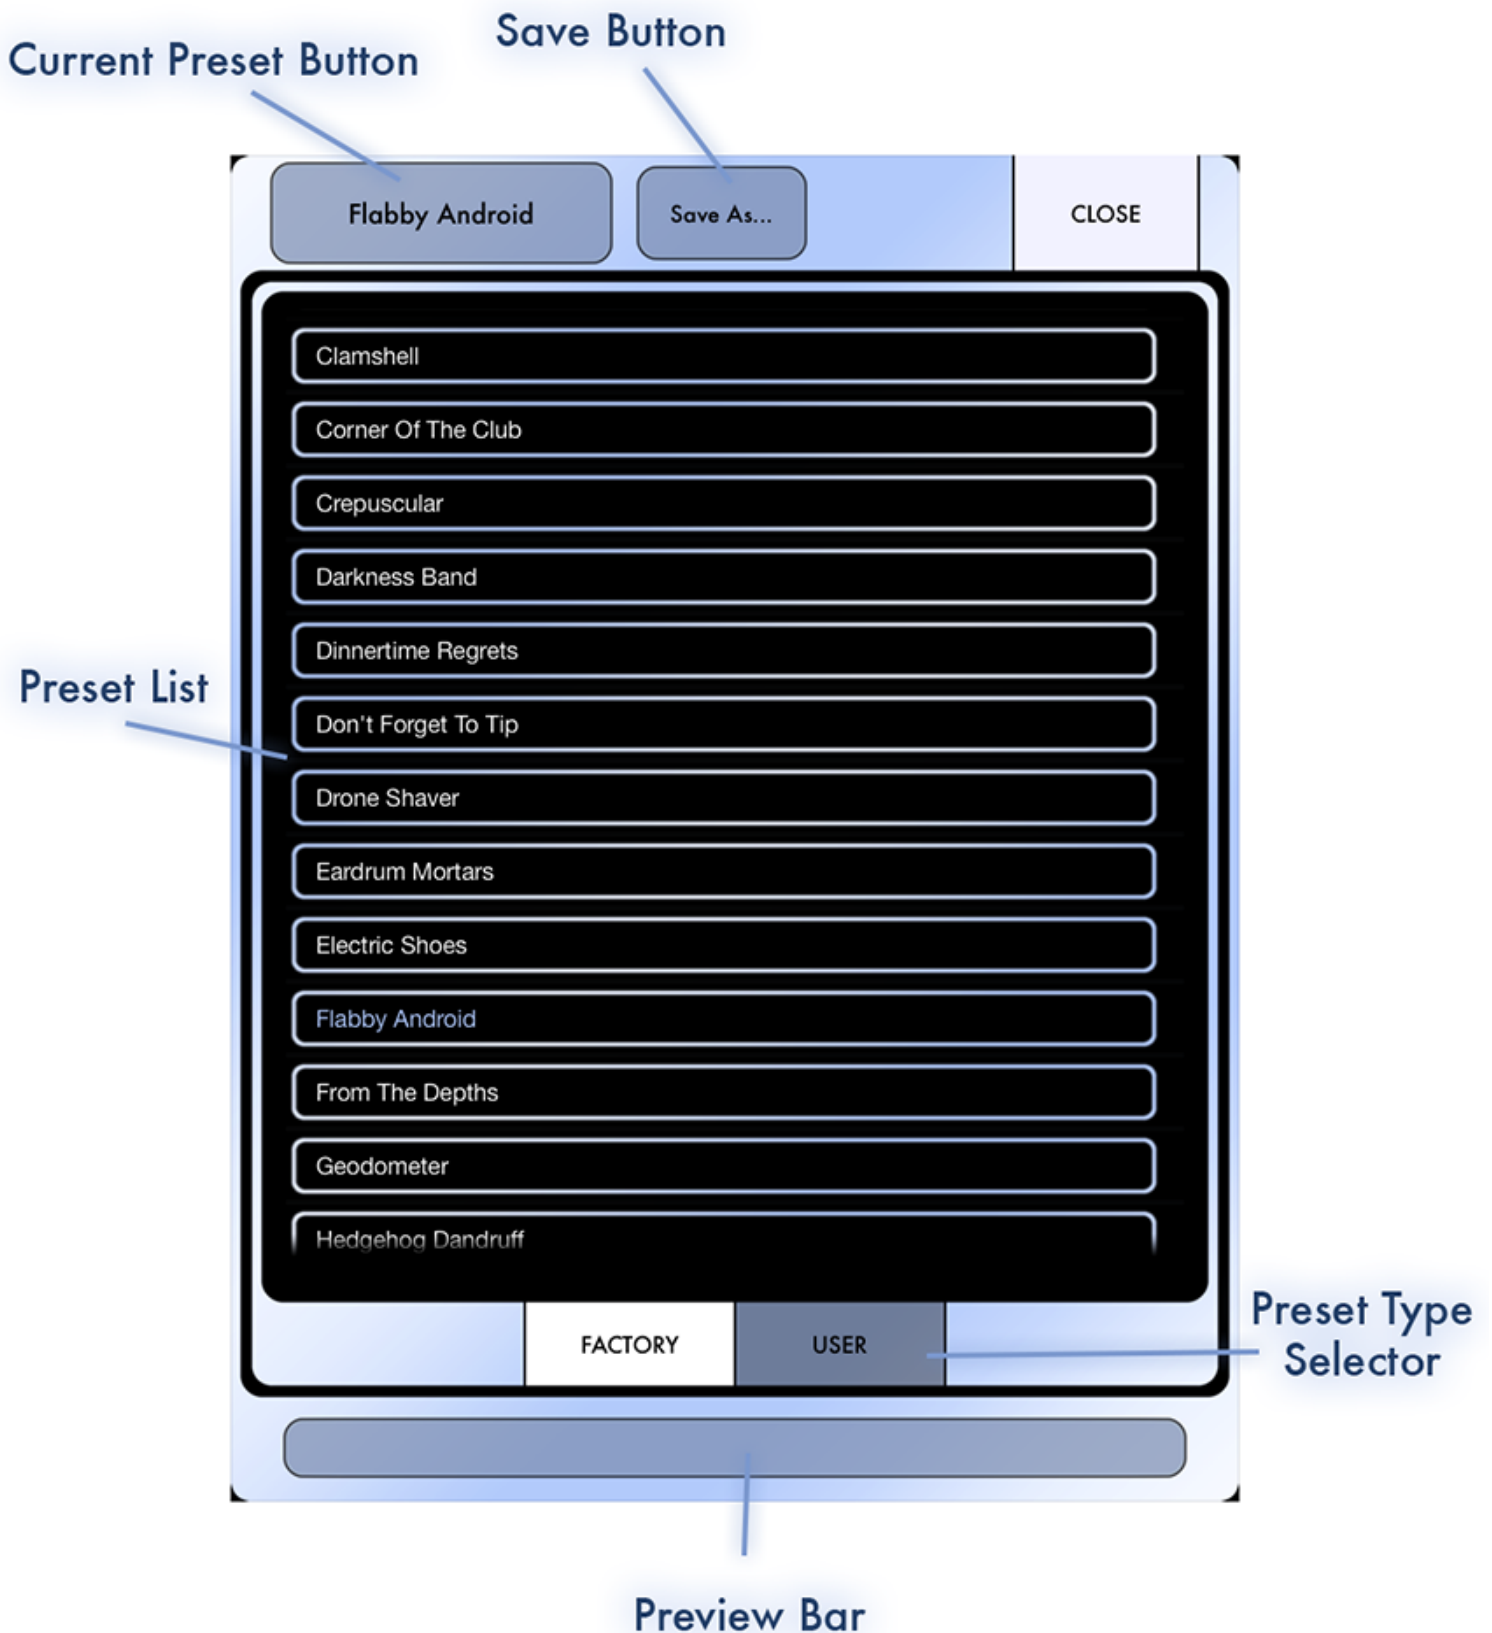 Save Button
Current Preset Button
Flabby Android
Save As...
CLOSE
Clamshell
Corner Of The Club
Crepuscular
Darkness Band
Dinnertime Regrets
Preset List
Don't Forget To Tip
Drone Shaver
Eardrum Mortars
Electric Shoes
Flabby Android
From The Depths
Geodometer
Hedgehog Dandruff
Preset Type
Selector
FACTORY
USER
Preview Bar